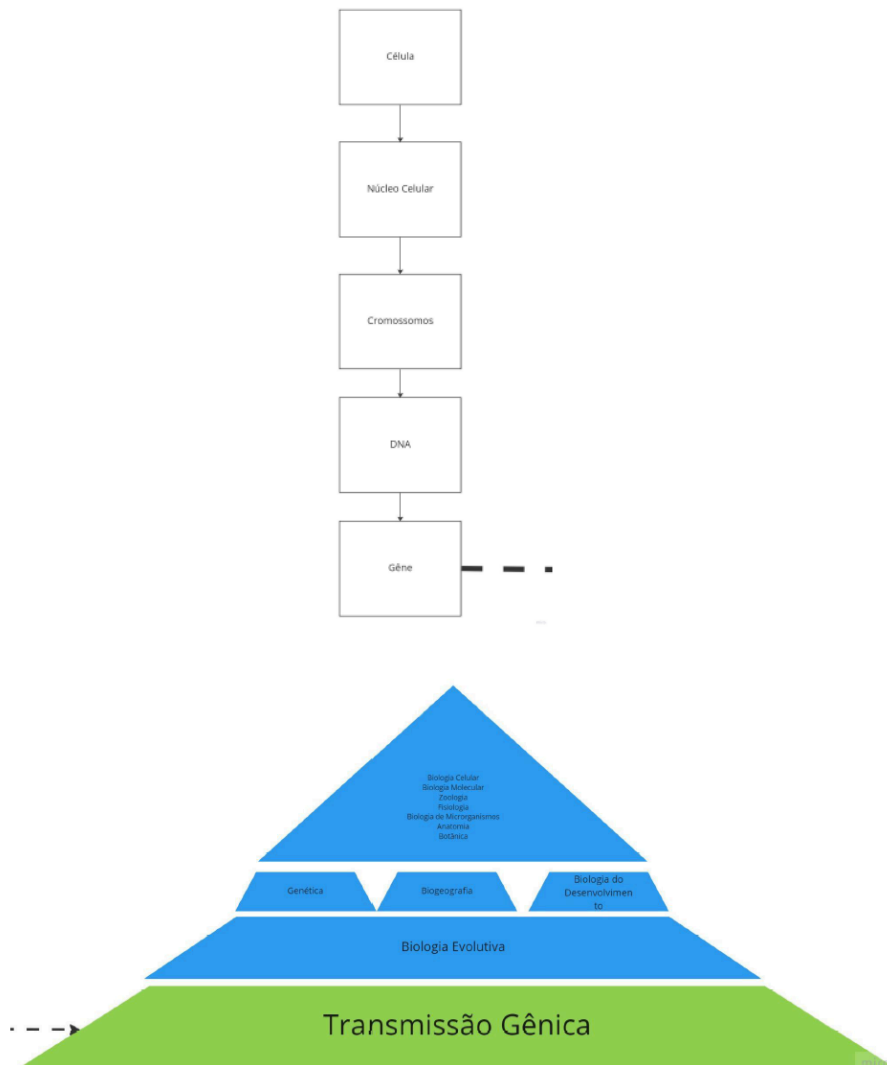 Célula
Núcleo Celular
Cromossomos
DNA
Gêne
Biologia Celular
Biologia Molecular
Zoologia
Fisiologia
Biologia de Microrganismos
Anatomia
Botânica
Genética
Biogeografia
Biologia do
Desenvolvimen
to
Biologia Evolutiva
Transmissão Gênica